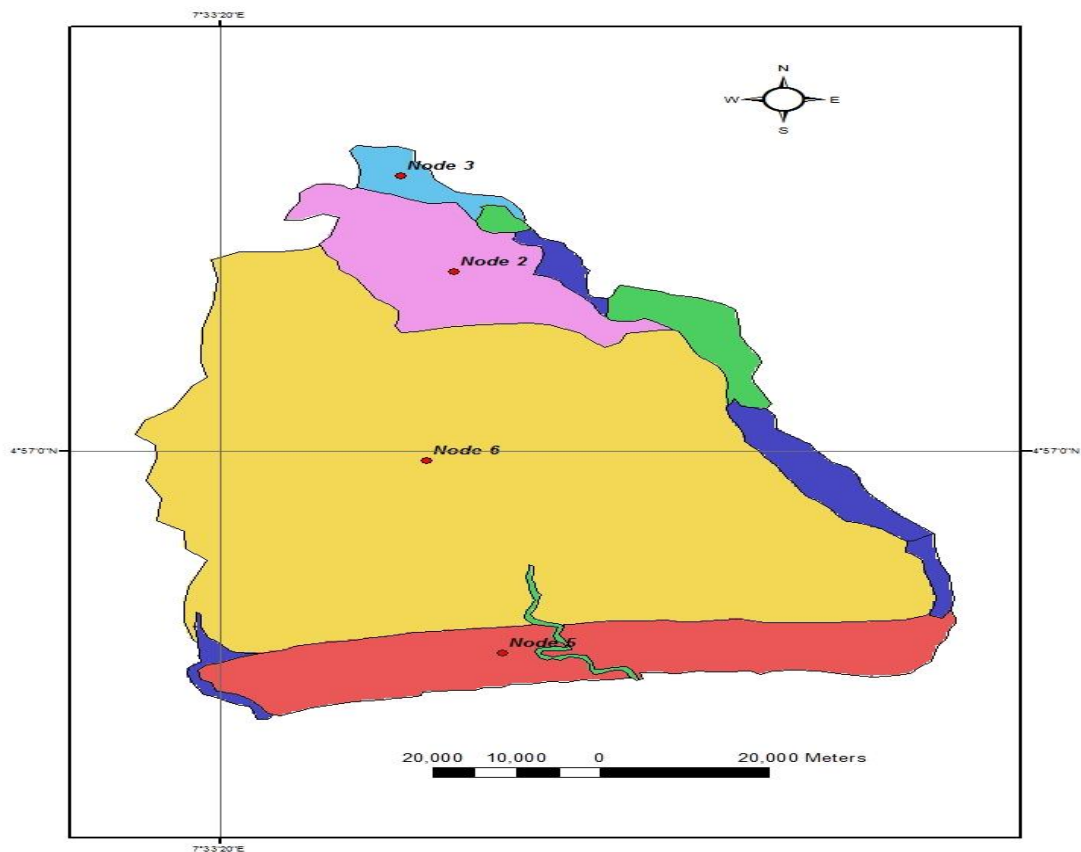 7°33'20"E
N
W E
S
Node 3
Node 2
4°57'0"N 4°57'0"N
Node 6
Node 5
20,000 10,000 0 20,000 Meters
7°33'20"E